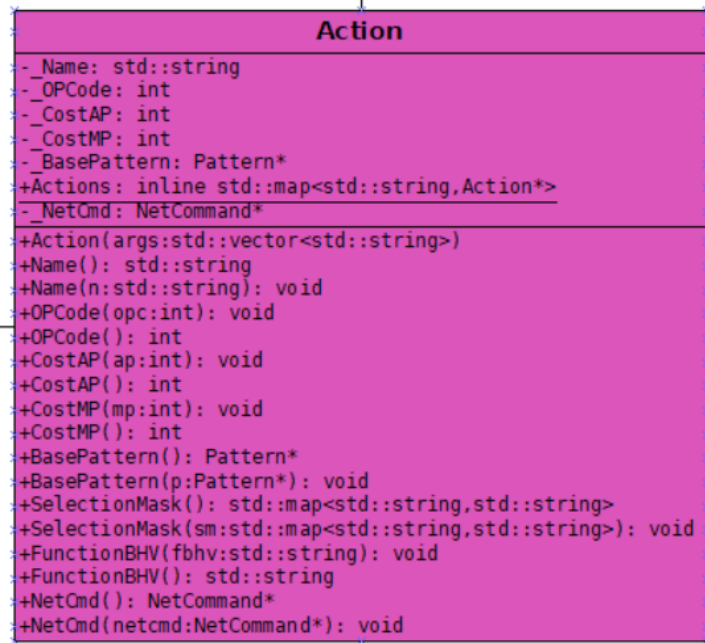 Action
-_Name: std::string
-_OPCode: int
-_CostAP: int
-_CostMP: int
-_BasePattern: Pattern*
+Actions: inline std::map<std::string,Action*>
-_NetCmd: NetCommand*
+Action(args:std::vector<std::string>)
+Name(): std::string
+Name(n:std::string): void
+OPCode(opc:int): void
+OPCode(): int
+CostAP(ap:int): void
+CostAP(): int
+CostMP(mp:int): void
+CostMP(): int
+BasePattern(): Pattern*
+BasePattern(p:Pattern*): void
+SelectionMask(): std::map<std::string,std::string>
+SelectionMask(sm:std::map<std::string,std::string>): void
+FunctionBHV(fbhv:std::string): void
+FunctionBHV(): std::string
+NetCmd(): NetCommand*
+NetCmd(netcmd:NetCommand*): void